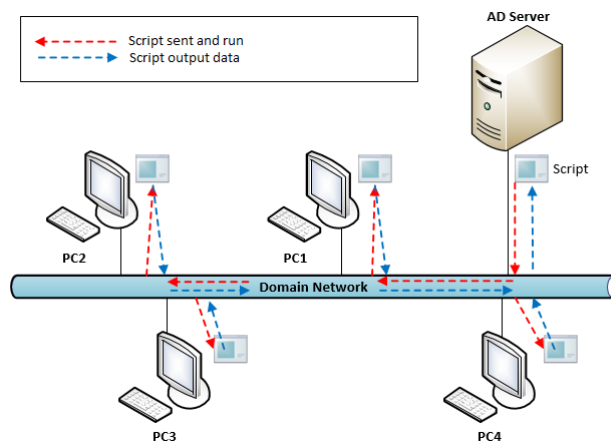 AD Server
Script sent and run
Script output data
Script
PC2
PC1
Domain Network
PC3
PC4